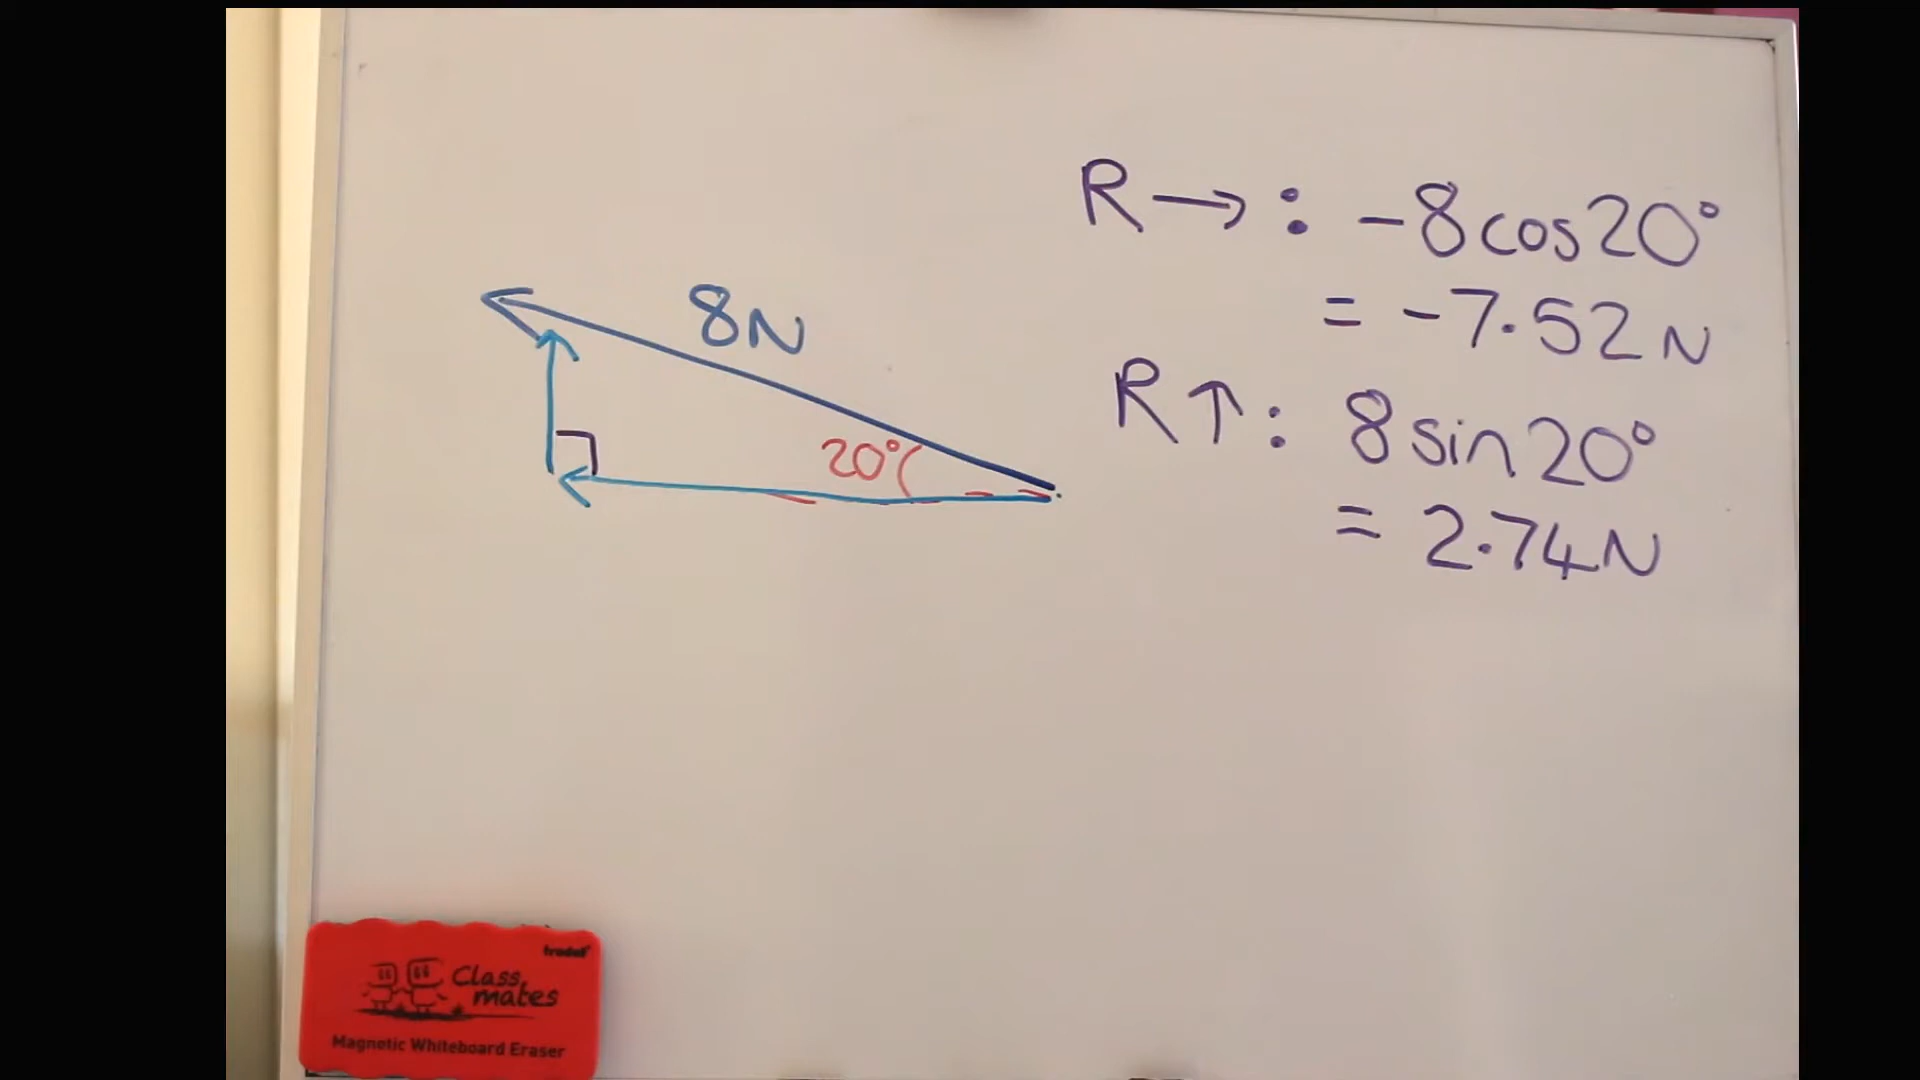 R → : -8cos20°
= -7.52N
8N
R ↑ : 8sin20°
20°
= 2.74N
trodat
Class
mates
Magnetic Whiteboard Eraser